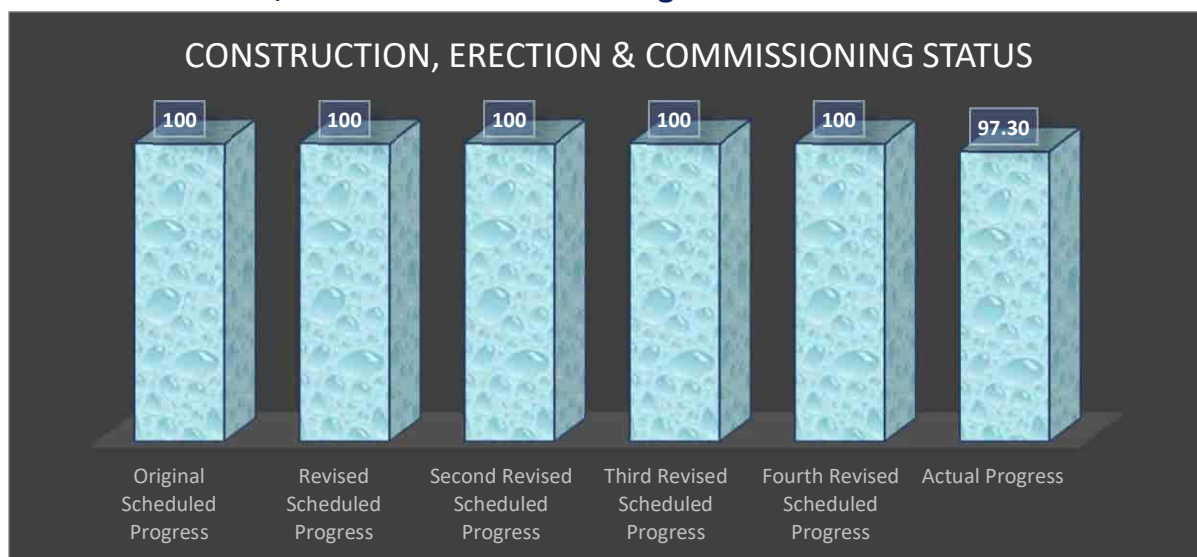 CONSTRUCTION, ERECTION & COMMISSIONING STATUS
100
100
100
100
100
97.30
Original
Scheduled
Progress
Revised
Scheduled
Progress
Second Revised
Scheduled
Progress
Third Revised
Scheduled
Progress
Fourth Revised
Scheduled
Progress
Actual Progress